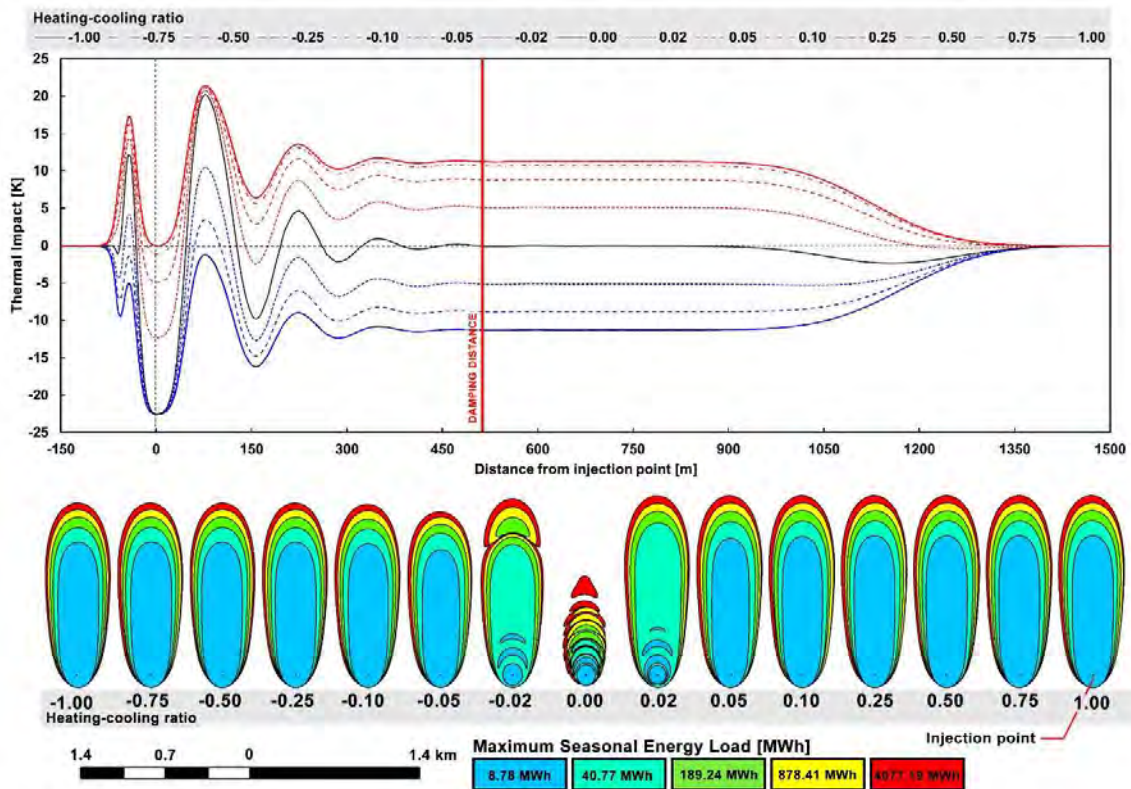 Heating-cooling ratio
-1.00 -0.75 -0.50 -0.25 -0.10 -0.05 -0.02 0.00 0.02 0.05 0.10 0.25 0.50 0.75 1.00
25
20
15
10
5
0
-5
-10
-15
-20
-25
Thermal Impact [K]
DAMPING DISTANCE
-150 0 150 300 450 600 750 900 1050 1200 1350 1500
Distance from injection point [m]
-1.00 -0.75 -0.50 -0.25 -0.10 -0.05 -0.02 0.00 0.02 0.05 0.10 0.25 0.50 0.75 1.00
Heating-cooling ratio
Injection point
1.4 0.7 0 1.4 km
Maximum Seasonal Energy Load [MWh]
8.78 MWh 40.77 MWh 189.24 MWh 878.41 MWh MWh